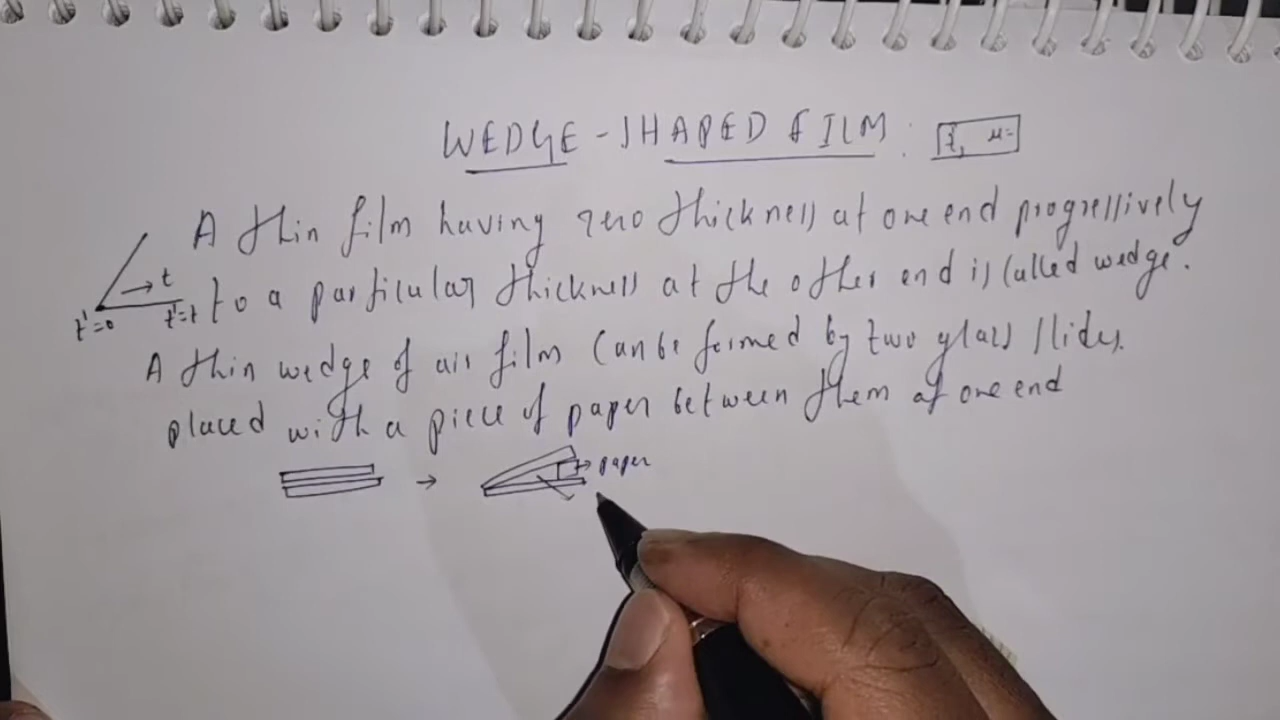 WEDGE-SHAPED FILM: t, μ=
A thin film having zero thickness at one end progressively
to a particular thickness at the other end is called wedge.
t
t'=0 t'=t
A thin wedge of air film can be formed by two glass slides
placed with a piece of paper between them at one end
→ paper